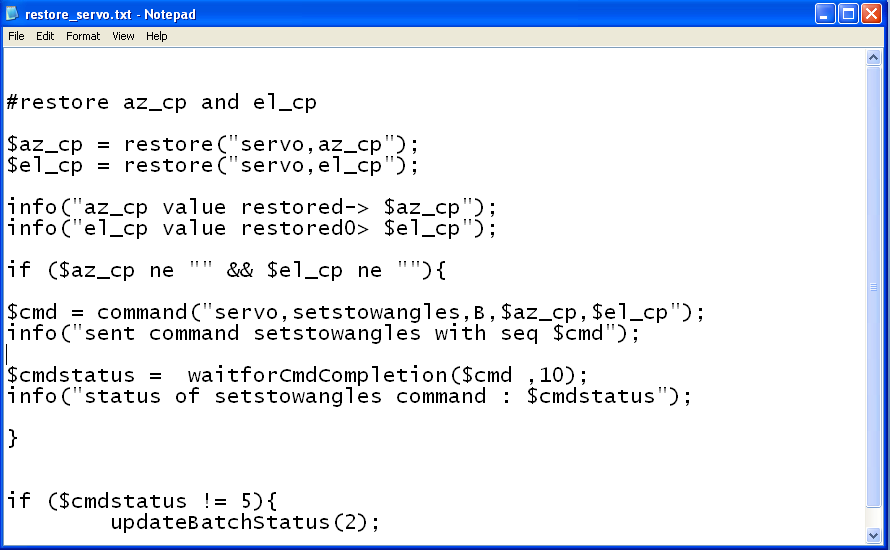 restore_servo.txt - Notepad
File Edit Format View Help
#restore az_cp and el_cp
$az_cp = restore("servo,az_cp");
$el_cp = restore("servo,el_cp");
info("az_cp value restored-> $az_cp");
info("el_cp value restored0> $el_cp");
if ($az_cp ne "" && $el_cp ne ""){
$cmd = command("servo,setstowangles,B,$az_cp,$el_cp");
info("sent command setstowangles with seq $cmd");
$cmdstatus =  waitforCmdCompletion($cmd ,10);
info("status of setstowangles command : $cmdstatus");
}
if ($cmdstatus != 5){
        updateBatchStatus(2);